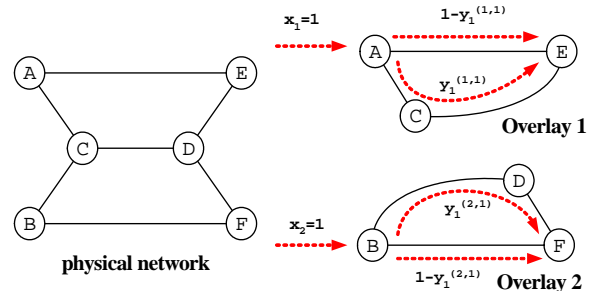 A
E
C
D
B
F
physical network
x₁=1
1-y₁⁽¹,¹⁾
A
E
y₁⁽¹,¹⁾
C
Overlay 1
x₂=1
D
y₁⁽²,¹⁾
B
F
1-y₁⁽²,¹⁾
Overlay 2